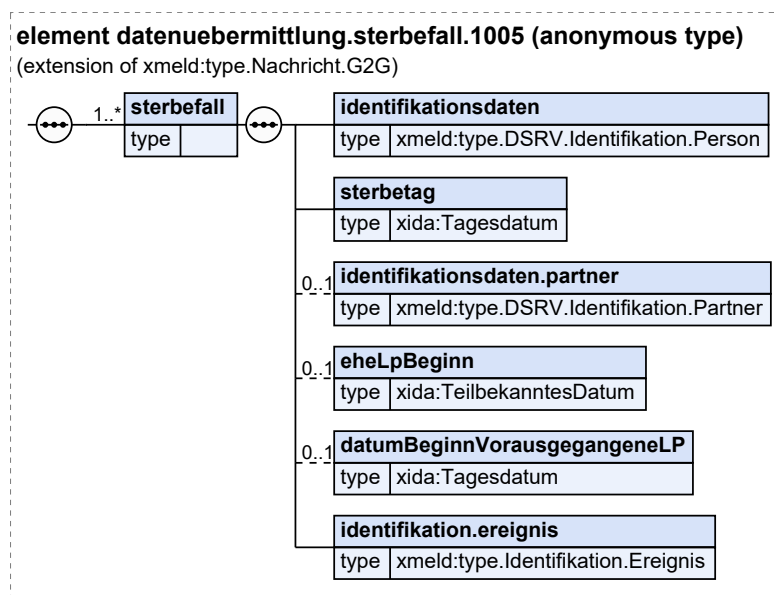 element datenuebermittlung.sterbefall.1005 (anonymous type)
(extension of xmeld:type.Nachricht.G2G)
1..*
sterbefall
type
identifikationsdaten
type xmeld:type.DSRV.Identifikation.Person
sterbetag
type xida:Tagesdatum
0..1
identifikationsdaten.partner
type xmeld:type.DSRV.Identifikation.Partner
0..1
eheLpBeginn
type xida:TeilbekanntesDatum
0..1
datumBeginnVorausgegangeneLP
type xida:Tagesdatum
identifikation.ereignis
type xmeld:type.Identifikation.Ereignis